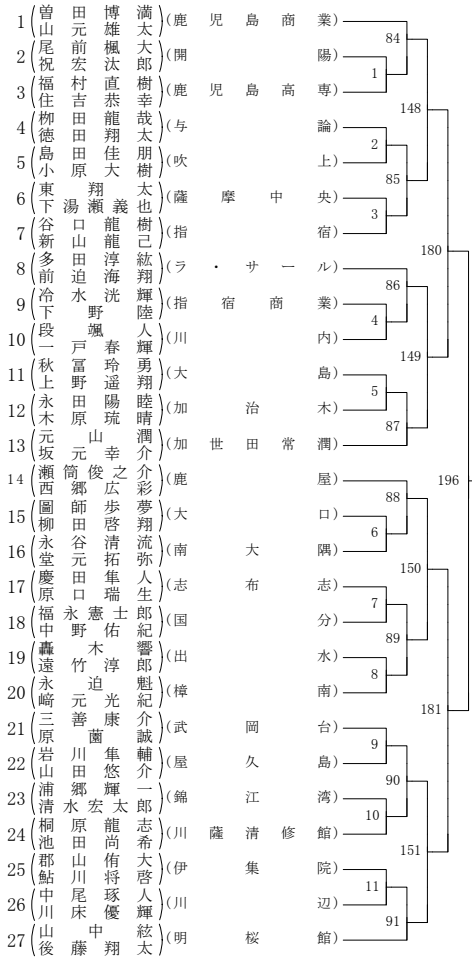 1 (曽田博満 山元雄太) (鹿児島商業)
2 (尾前楓大 祝宏汰郎) (開陽)
3 (福村直樹 住吉恭幸) (鹿児島高専)
4 (栁田龍哉 徳田翔太) (与論)
5 (島田佳朋 小原大樹) (吹上)
6 (東翔太 下湯瀬義也) (薩摩中央)
7 (谷口龍樹 新山龍己) (指宿)
8 (多田淳紘 前迫海翔) (ラ・サール)
9 (冷水洸輝 下野陸) (指宿商業)
10 (段颯人 一戸春輝) (川内)
11 (秋冨玲勇 上野遥翔) (大島)
12 (永田陽睦 木原琉晴) (加治木)
13 (元山潤 坂元幸介) (加世田常潤)
14 (瀬筒俊之介 西郷広彩) (鹿屋)
15 (圖師歩夢 柳田啓翔) (大口)
16 (永谷清流 堂元拓弥) (南大隅)
17 (慶田隼人 原口瑞生) (志布志)
18 (福永憲士郎 中野佑紀) (国分)
19 (轟木響 遠竹淳郎) (出水)
20 (永迫魁 﨑元光紀) (樟南)
21 (三善康介 原薗誠) (武岡台)
22 (岩川隼輔 山田悠介) (屋久島)
23 (浦郷輝一 清水宏太郎) (錦江湾)
24 (桐原龍志 池田尚希) (川薩清修館)
25 (郡山侑大 鮎川将啓) (伊集院)
26 (中尾琢人 川床優輝) (川辺)
27 (山中絃 後藤翔太) (明桜館)
84
1
148
2
85
3
180
86
4
149
5
87
196
88
6
150
7
89
8
181
9
90
10
151
11
91